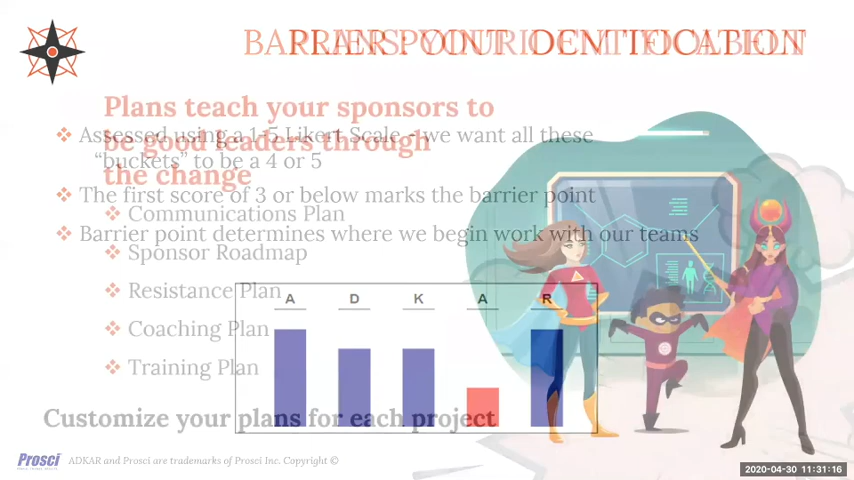 BARRIER POINT IDENTIFICATION
Plans teach your sponsors to
be good leaders through
the change
❖ Assessed using a 1-5 Likert Scale - we want all these
“buckets” to be a 4 or 5
❖ The first score of 3 or below marks the barrier point
❖ Barrier point determines where we begin work with our teams
❖ Communications Plan
❖ Sponsor Roadmap
❖ Resistance Plan
❖ Coaching Plan
❖ Training Plan
A D K A R
Customize your plans for each project
Prosci ADKAR and Prosci are trademarks of Prosci Inc. Copyright ©
2020-04-30 11:31:16